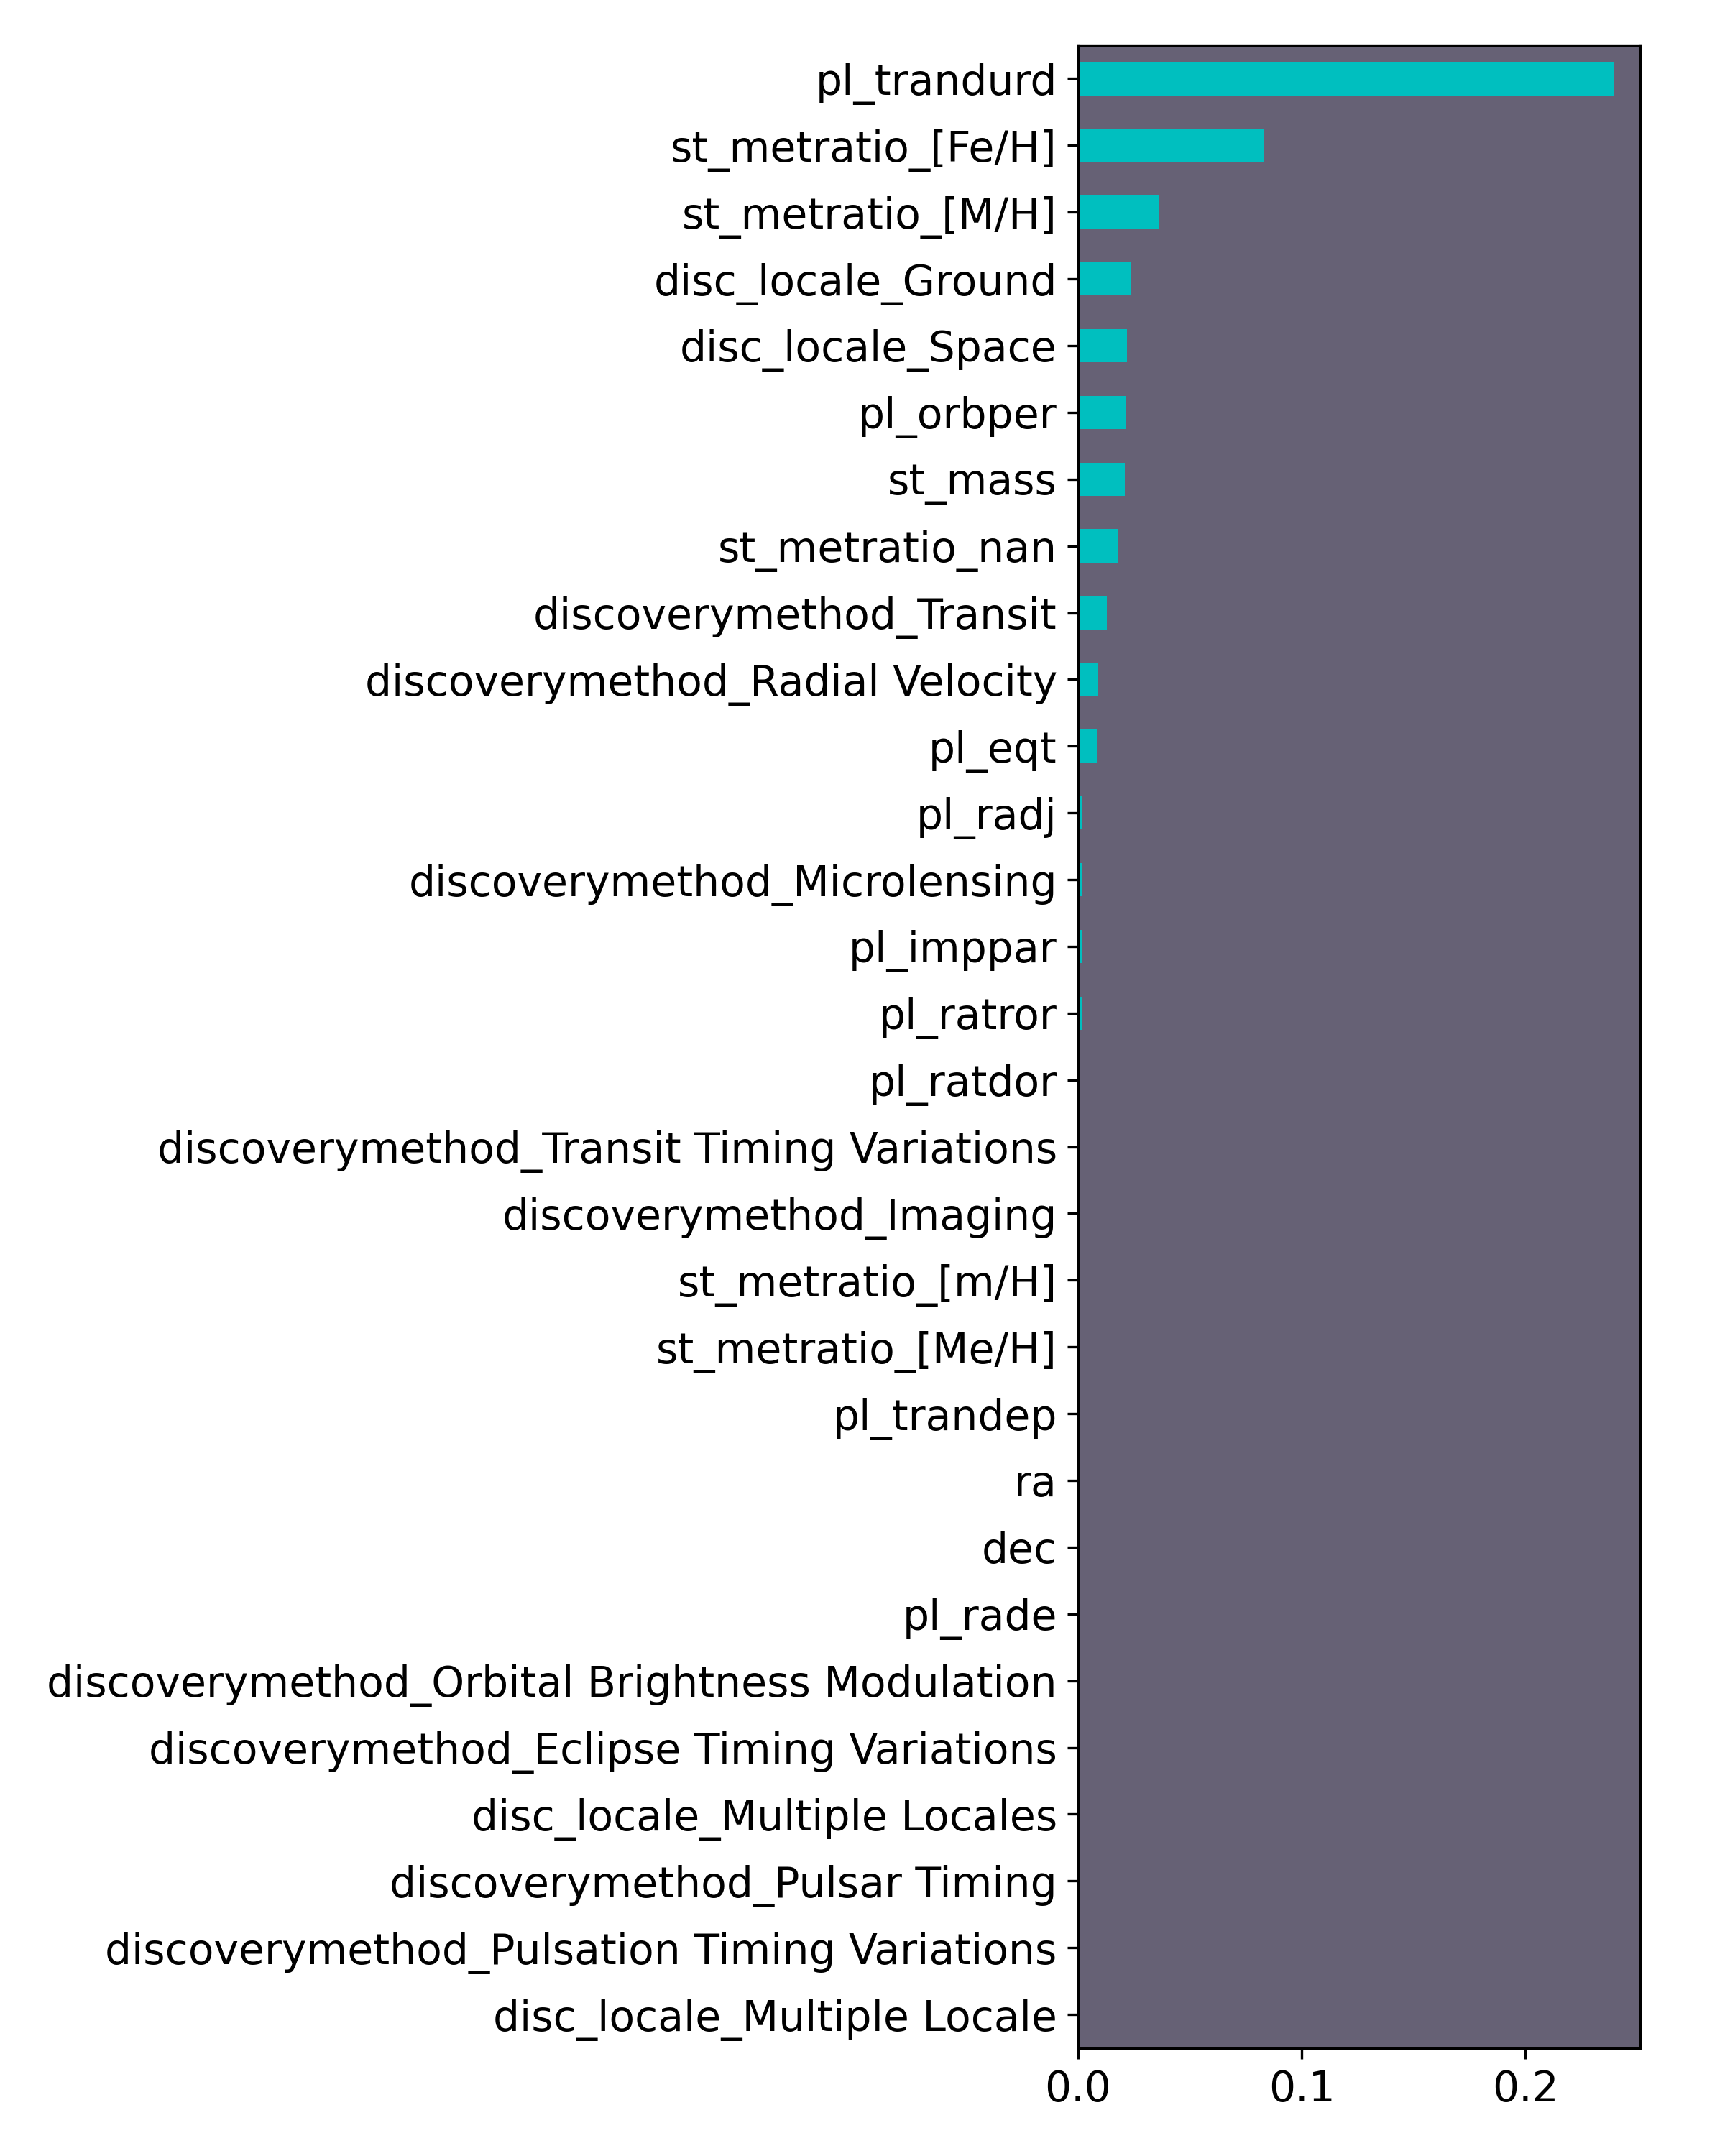 pl_trandurd
st_metratio_[Fe/H]
st_metratio_[M/H]
disc_locale_Ground
disc_locale_Space
pl_orbper
st_mass
st_metratio_nan
discoverymethod_Transit
discoverymethod_Radial Velocity
pl_eqt
pl_radj
discoverymethod_Microlensing
pl_imppar
pl_ratror
pl_ratdor
discoverymethod_Transit Timing Variations
discoverymethod_Imaging
st_metratio_[m/H]
st_metratio_[Me/H]
pl_trandep
ra
dec
pl_rade
discoverymethod_Orbital Brightness Modulation
discoverymethod_Eclipse Timing Variations
disc_locale_Multiple Locales
discoverymethod_Pulsar Timing
discoverymethod_Pulsation Timing Variations
disc_locale_Multiple Locale
0.0 0.1 0.2